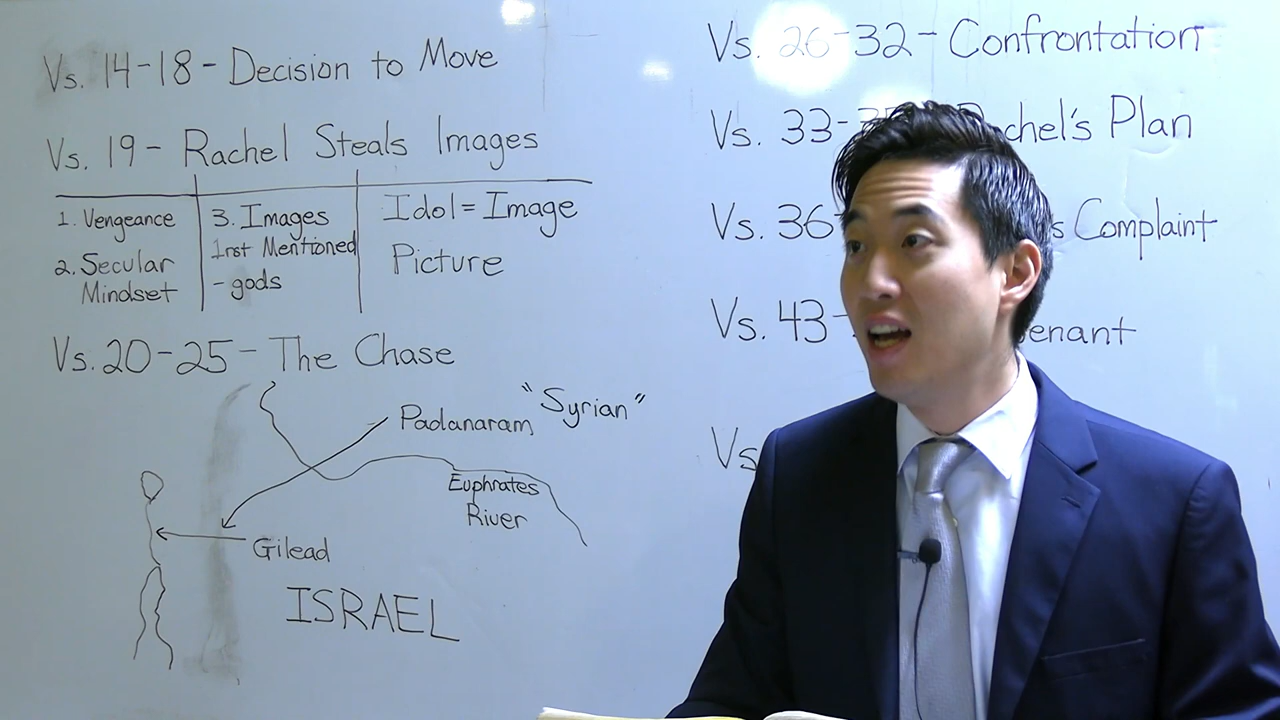 Vs. 14-18- Decision to Move
Vs. 19- Rachel Steals Images
1. Vengeance
2. Secular
Mindset
3. Images
1rst Mentioned
- gods
Idol = Image
Picture
Vs. 20-25- The Chase
Padanaram, "Syrian"
Euphrates
River
Gilead
ISRAEL
Vs. 26-32- Confrontation
Vs. 33- Plan
Vs. 36 Complaint
Vs. 43-
Vs